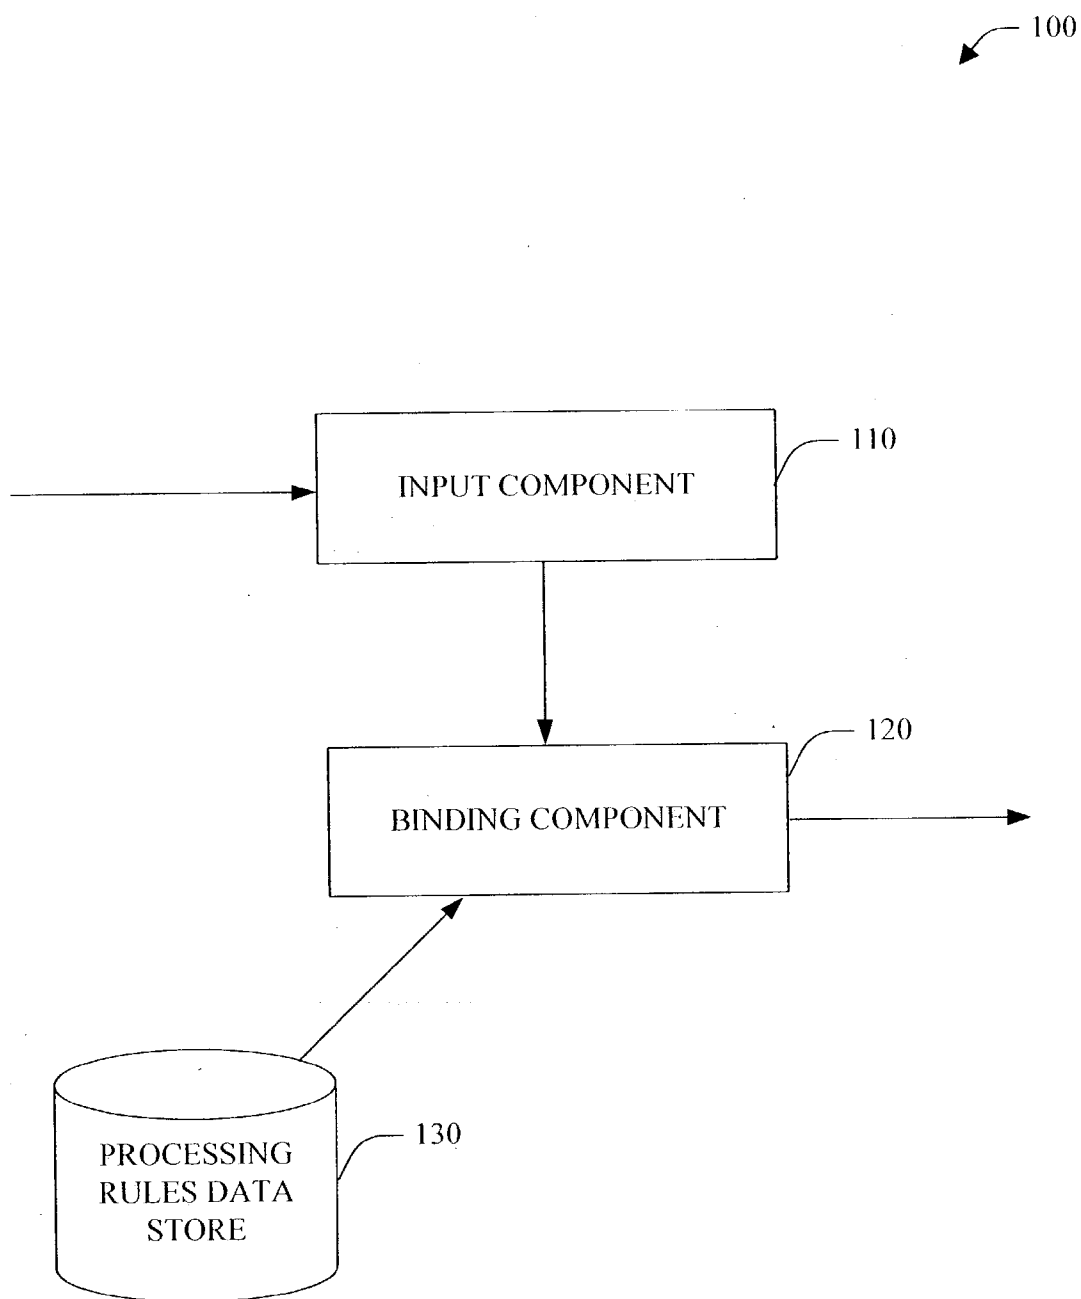 100
110
INPUT COMPONENT
120
BINDING COMPONENT
130
PROCESSING
RULES DATA
STORE